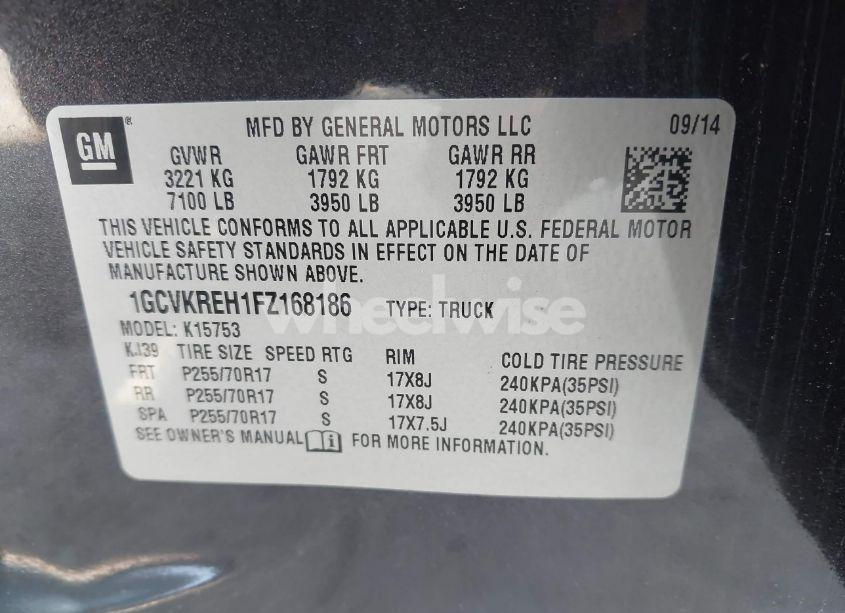 GM ®
MFD BY GENERAL MOTORS LLC 09/14
GVWR GAWR FRT GAWR RR
3221 KG 1792 KG 1792 KG
7100 LB 3950 LB 3950 LB
THIS VEHICLE CONFORMS TO ALL APPLICABLE U.S. FEDERAL MOTOR
VEHICLE SAFETY STANDARDS IN EFFECT ON THE DATE OF
MANUFACTURE SHOWN ABOVE.
1GCVKREH1FZ168186 TYPE: TRUCK
wheelwise
MODEL: K15753
KJ39 TIRE SIZE SPEED RTG RIM COLD TIRE PRESSURE
FRT P255/70R17 S 17X8J 240KPA(35PSI)
RR P255/70R17 S 17X8J 240KPA(35PSI)
SPA P255/70R17 S 17X7.5J 240KPA(35PSI)
SEE OWNER'S MANUAL i FOR MORE INFORMATION.